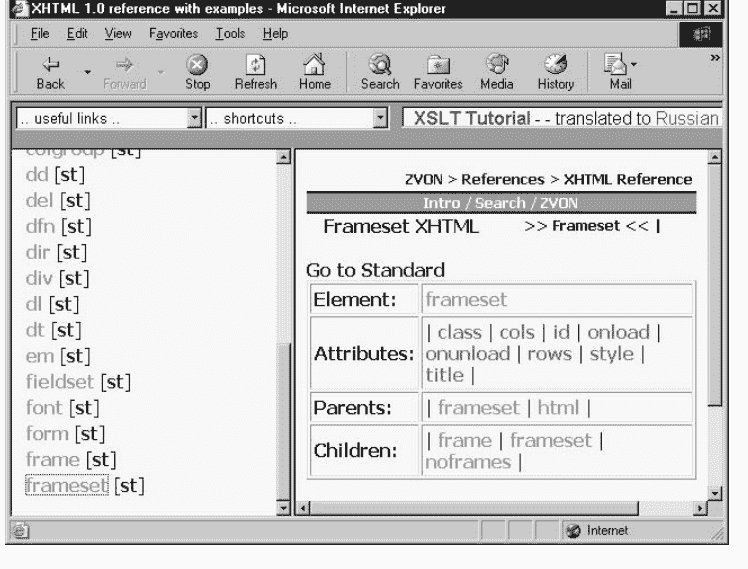 XHTML 1.0 reference with examples - Microsoft Internet Explorer
File Edit View Favorites Tools Help
Back Forward Stop Refresh Home Search Favorites Media History Mail »
.. useful links .. .. shortcuts .. XSLT Tutorial - - translated to Russian
colgroup [st]
dd [st]
del [st]
dfn [st]
dir [st]
div [st]
dl [st]
dt [st]
em [st]
fieldset [st]
font [st]
form [st]
frame [st]
frameset [st]
ZVON > References > XHTML Reference
Intro / Search / ZVON
Frameset XHTML >> Frameset << |
Go to Standard
Element: frameset
Attributes: | class | cols | id | onload |
onunload | rows | style |
title |
Parents: | frameset | html |
Children: | frame | frameset |
noframes |
Internet